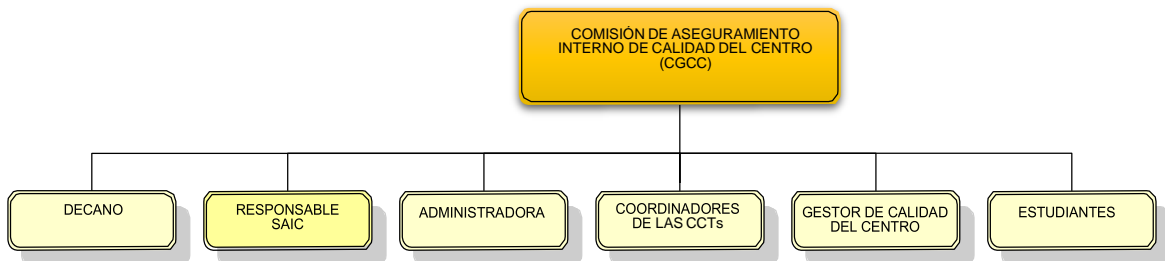 COMISIÓN DE ASEGURAMIENTO
INTERNO DE CALIDAD DEL CENTRO
(CGCC)
DECANO
RESPONSABLE
SAIC
ADMINISTRADORA
COORDINADORES
DE LAS CCTs
GESTOR DE CALIDAD
DEL CENTRO
ESTUDIANTES